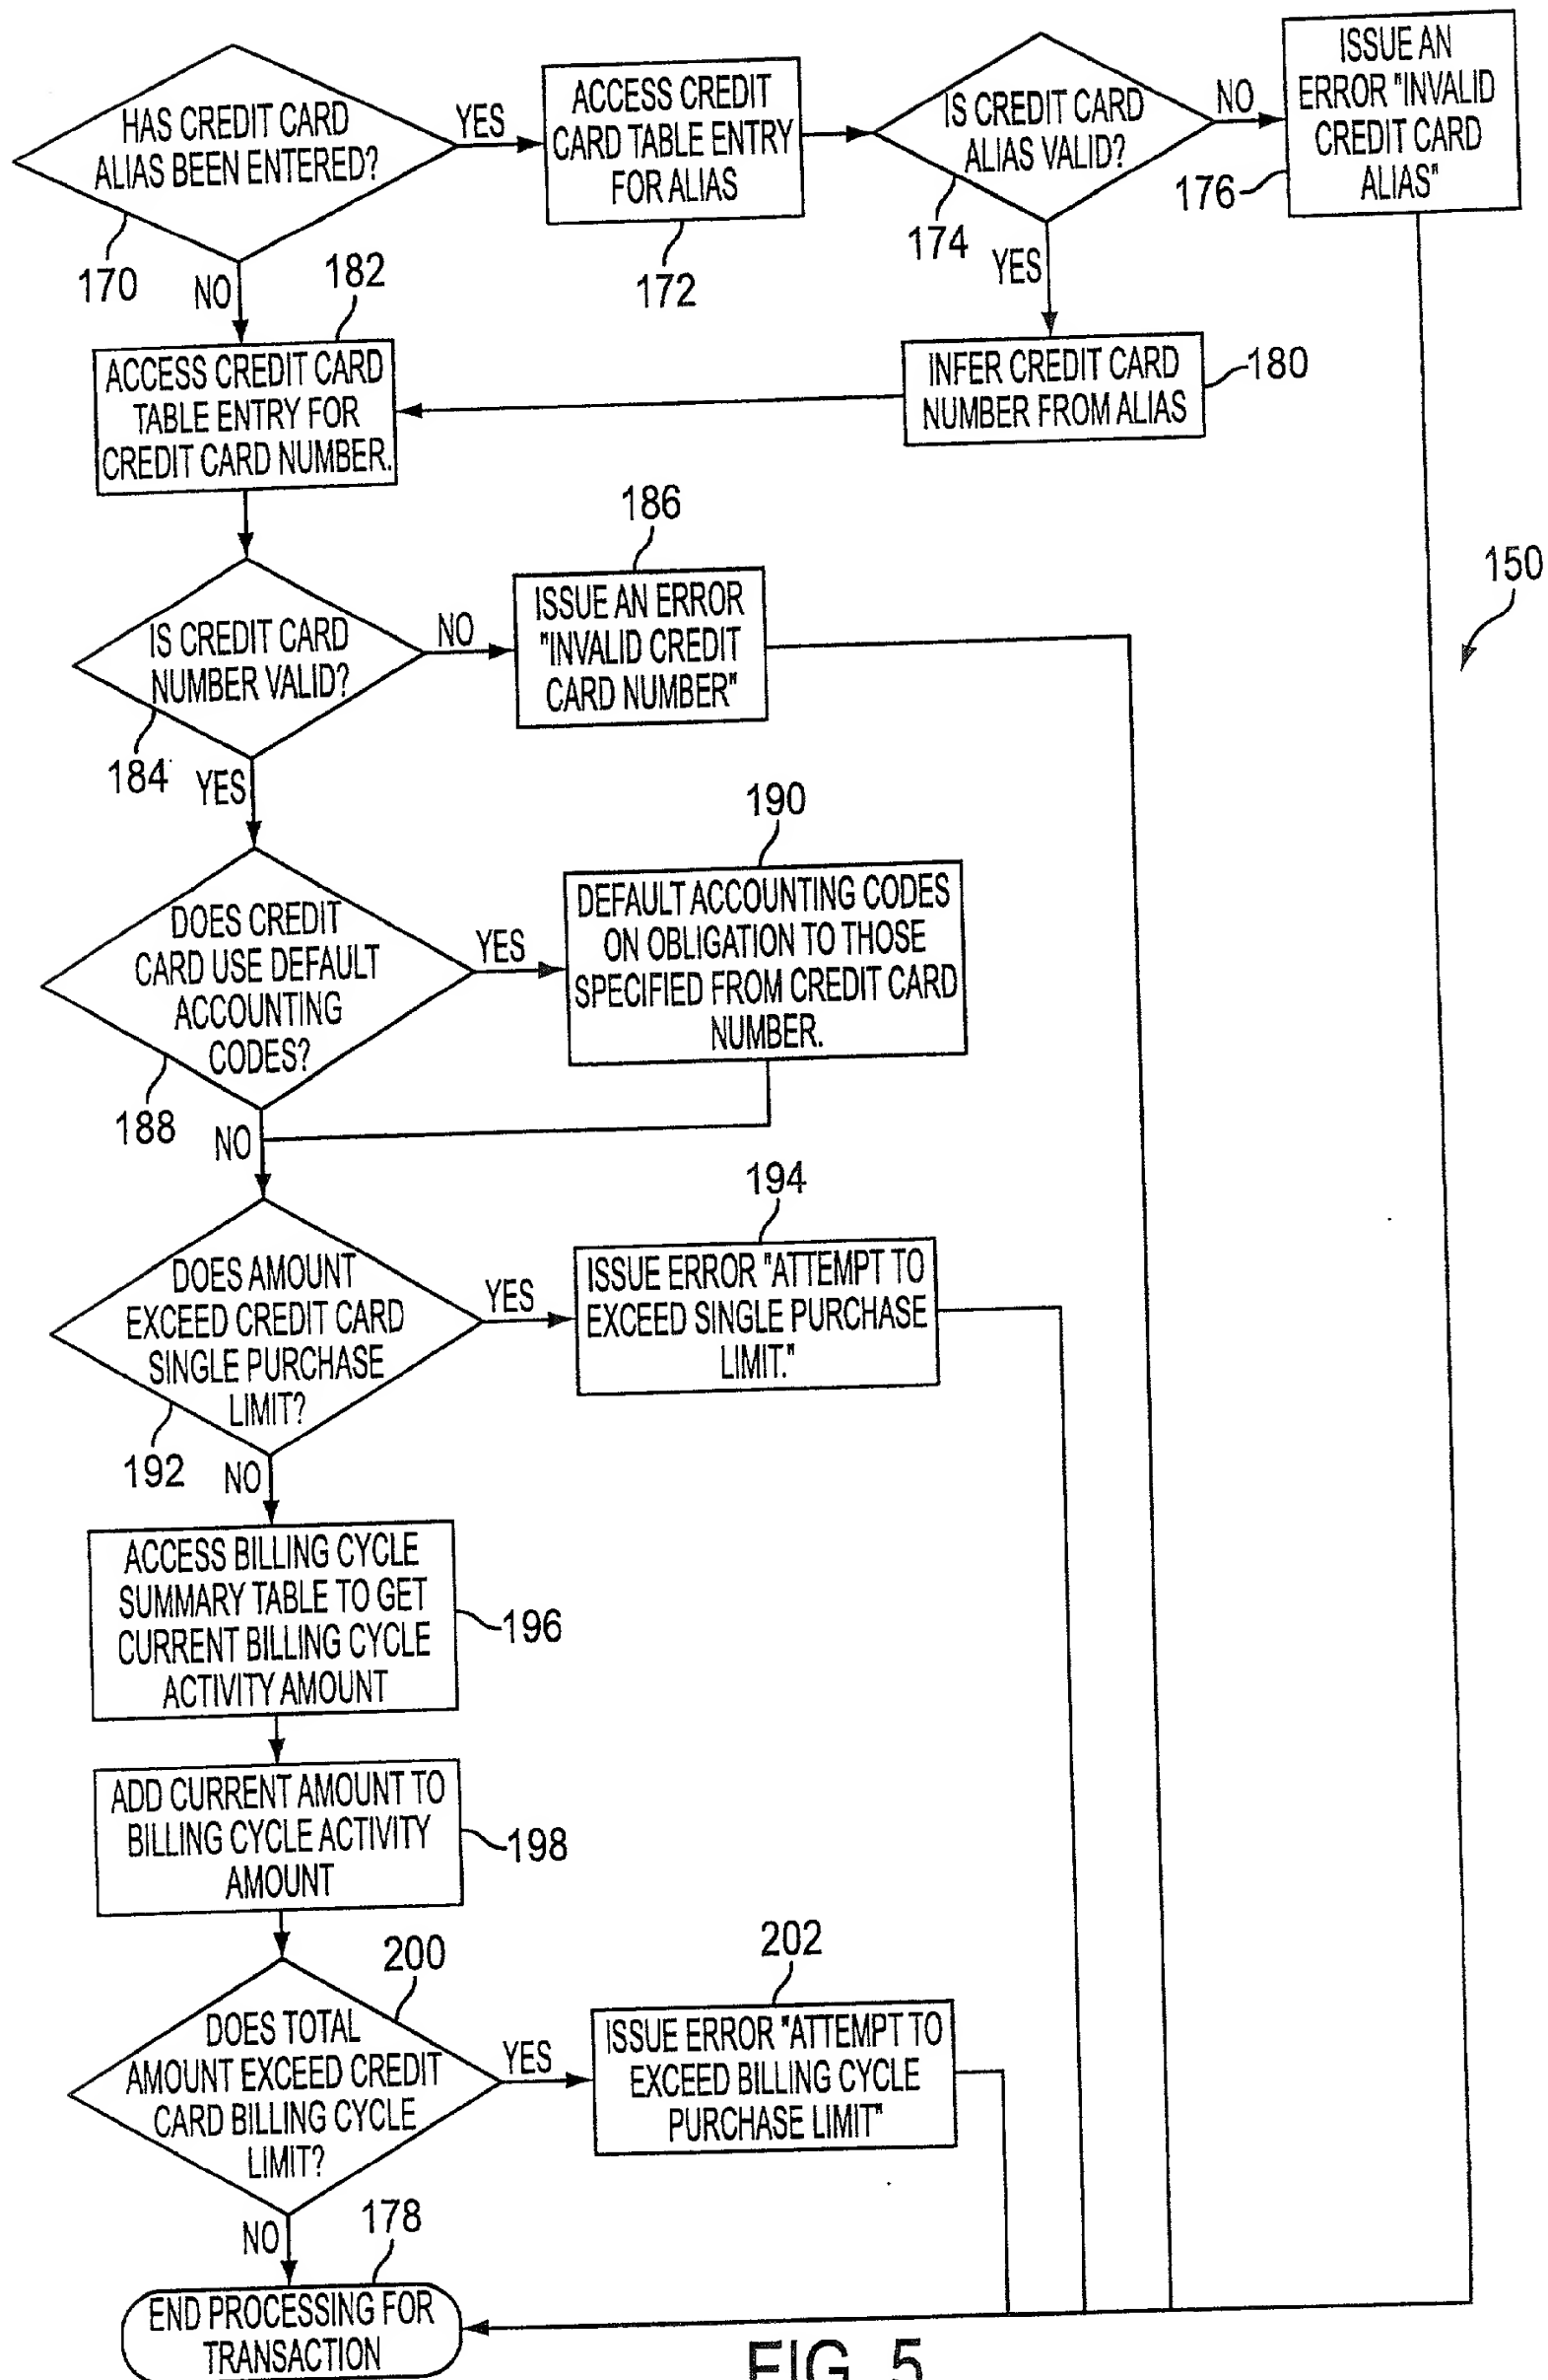 HAS CREDIT CARD
ALIAS BEEN ENTERED?
170
YES
NO
ACCESS CREDIT
CARD TABLE ENTRY
FOR ALIAS
172
IS CREDIT CARD
ALIAS VALID?
174
NO
YES
ISSUE AN
ERROR "INVALID
CREDIT CARD
ALIAS"
176
182
ACCESS CREDIT CARD
TABLE ENTRY FOR
CREDIT CARD NUMBER.
INFER CREDIT CARD
NUMBER FROM ALIAS
180
150
IS CREDIT CARD
NUMBER VALID?
184
NO
YES
186
ISSUE AN ERROR
"INVALID CREDIT
CARD NUMBER"
DOES CREDIT
CARD USE DEFAULT
ACCOUNTING
CODES?
188
YES
NO
190
DEFAULT ACCOUNTING CODES
ON OBLIGATION TO THOSE
SPECIFIED FROM CREDIT CARD
NUMBER.
DOES AMOUNT
EXCEED CREDIT CARD
SINGLE PURCHASE
LIMIT?
192
YES
NO
194
ISSUE ERROR "ATTEMPT TO
EXCEED SINGLE PURCHASE
LIMIT."
ACCESS BILLING CYCLE
SUMMARY TABLE TO GET
CURRENT BILLING CYCLE
ACTIVITY AMOUNT
196
ADD CURRENT AMOUNT TO
BILLING CYCLE ACTIVITY
AMOUNT
198
200
DOES TOTAL
AMOUNT EXCEED CREDIT
CARD BILLING CYCLE
LIMIT?
YES
NO
202
ISSUE ERROR "ATTEMPT TO
EXCEED BILLING CYCLE
PURCHASE LIMIT"
178
END PROCESSING FOR
TRANSACTION
FIG. 5